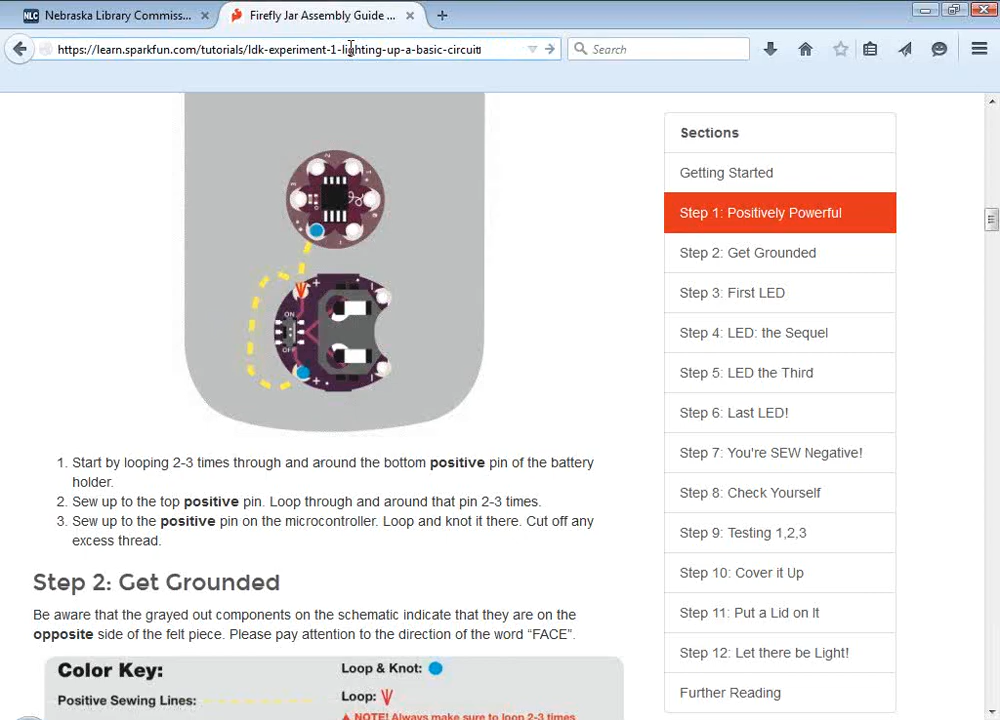 NLC Nebraska Library Commiss... × Firefly Jar Assembly Guide ... × +
https://learn.sparkfun.com/tutorials/ldk-experiment-1-lighting-up-a-basic-circuit
Search
ON
OFF
1. Start by looping 2-3 times through and around the bottom positive pin of the battery
holder.
2. Sew up to the top positive pin. Loop through and around that pin 2-3 times.
3. Sew up to the positive pin on the microcontroller. Loop and knot it there. Cut off any
excess thread.
Step 2: Get Grounded
Be aware that the grayed out components on the schematic indicate that they are on the
opposite side of the felt piece. Please pay attention to the direction of the word “FACE”.
Color Key:
Loop & Knot:
Positive Sewing Lines:
Loop:
NOTE! Always make sure to loop 2-3 times
Sections
Getting Started
Step 1: Positively Powerful
Step 2: Get Grounded
Step 3: First LED
Step 4: LED: the Sequel
Step 5: LED the Third
Step 6: Last LED!
Step 7: You're SEW Negative!
Step 8: Check Yourself
Step 9: Testing 1,2,3
Step 10: Cover it Up
Step 11: Put a Lid on It
Step 12: Let there be Light!
Further Reading